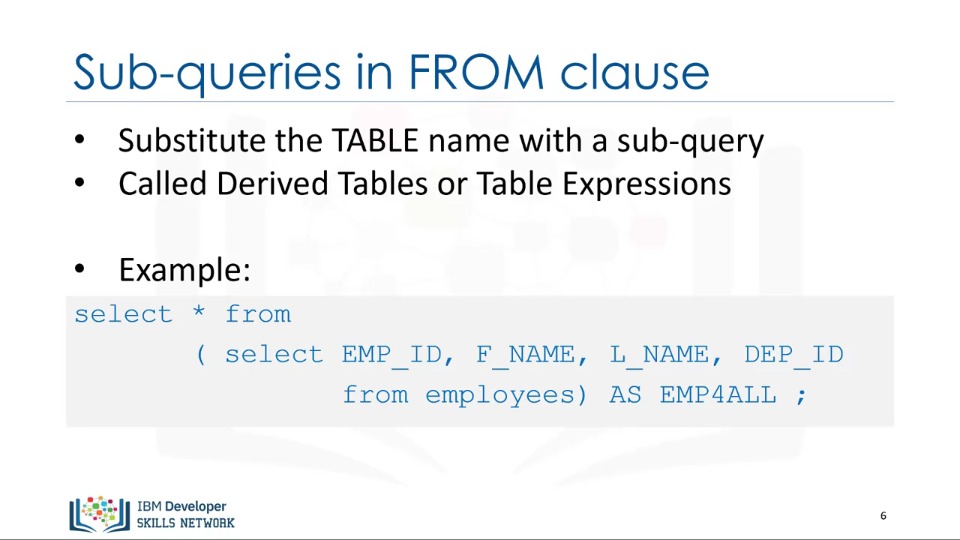 Sub-queries in FROM clause
• Substitute the TABLE name with a sub-query
• Called Derived Tables or Table Expressions
• Example:
select * from
( select EMP_ID, F_NAME, L_NAME, DEP_ID
from employees) AS EMP4ALL ;
IBM Developer
SKILLS NETWORK
6